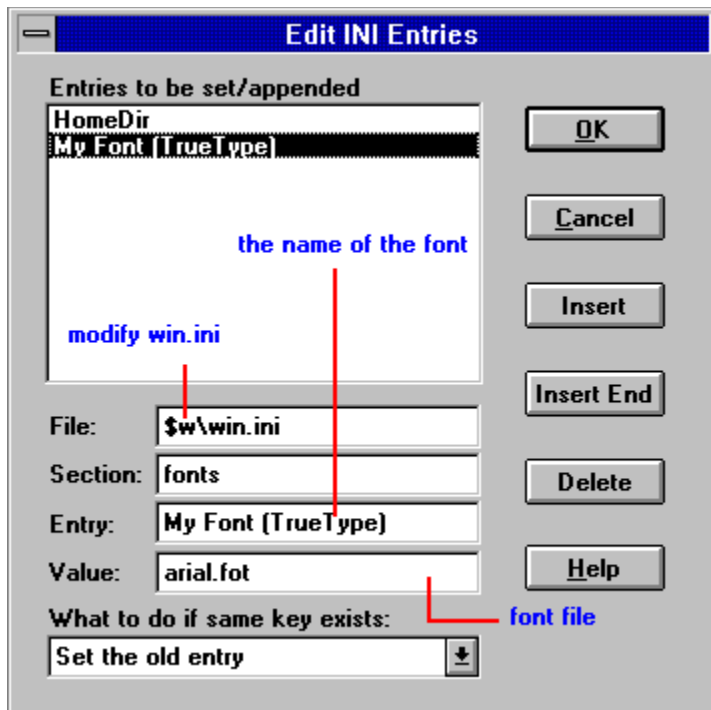 Edit INI Entries
Entries to be set/appended
HomeDir
My Font (TrueType)
OK
Cancel
the name of the font
Insert
modify win.ini
Insert End
File: $w\win.ini
Section: fonts
Delete
Entry: My Font (TrueType)
Value: arial.fot
Help
What to do if same key exists:
font file
Set the old entry